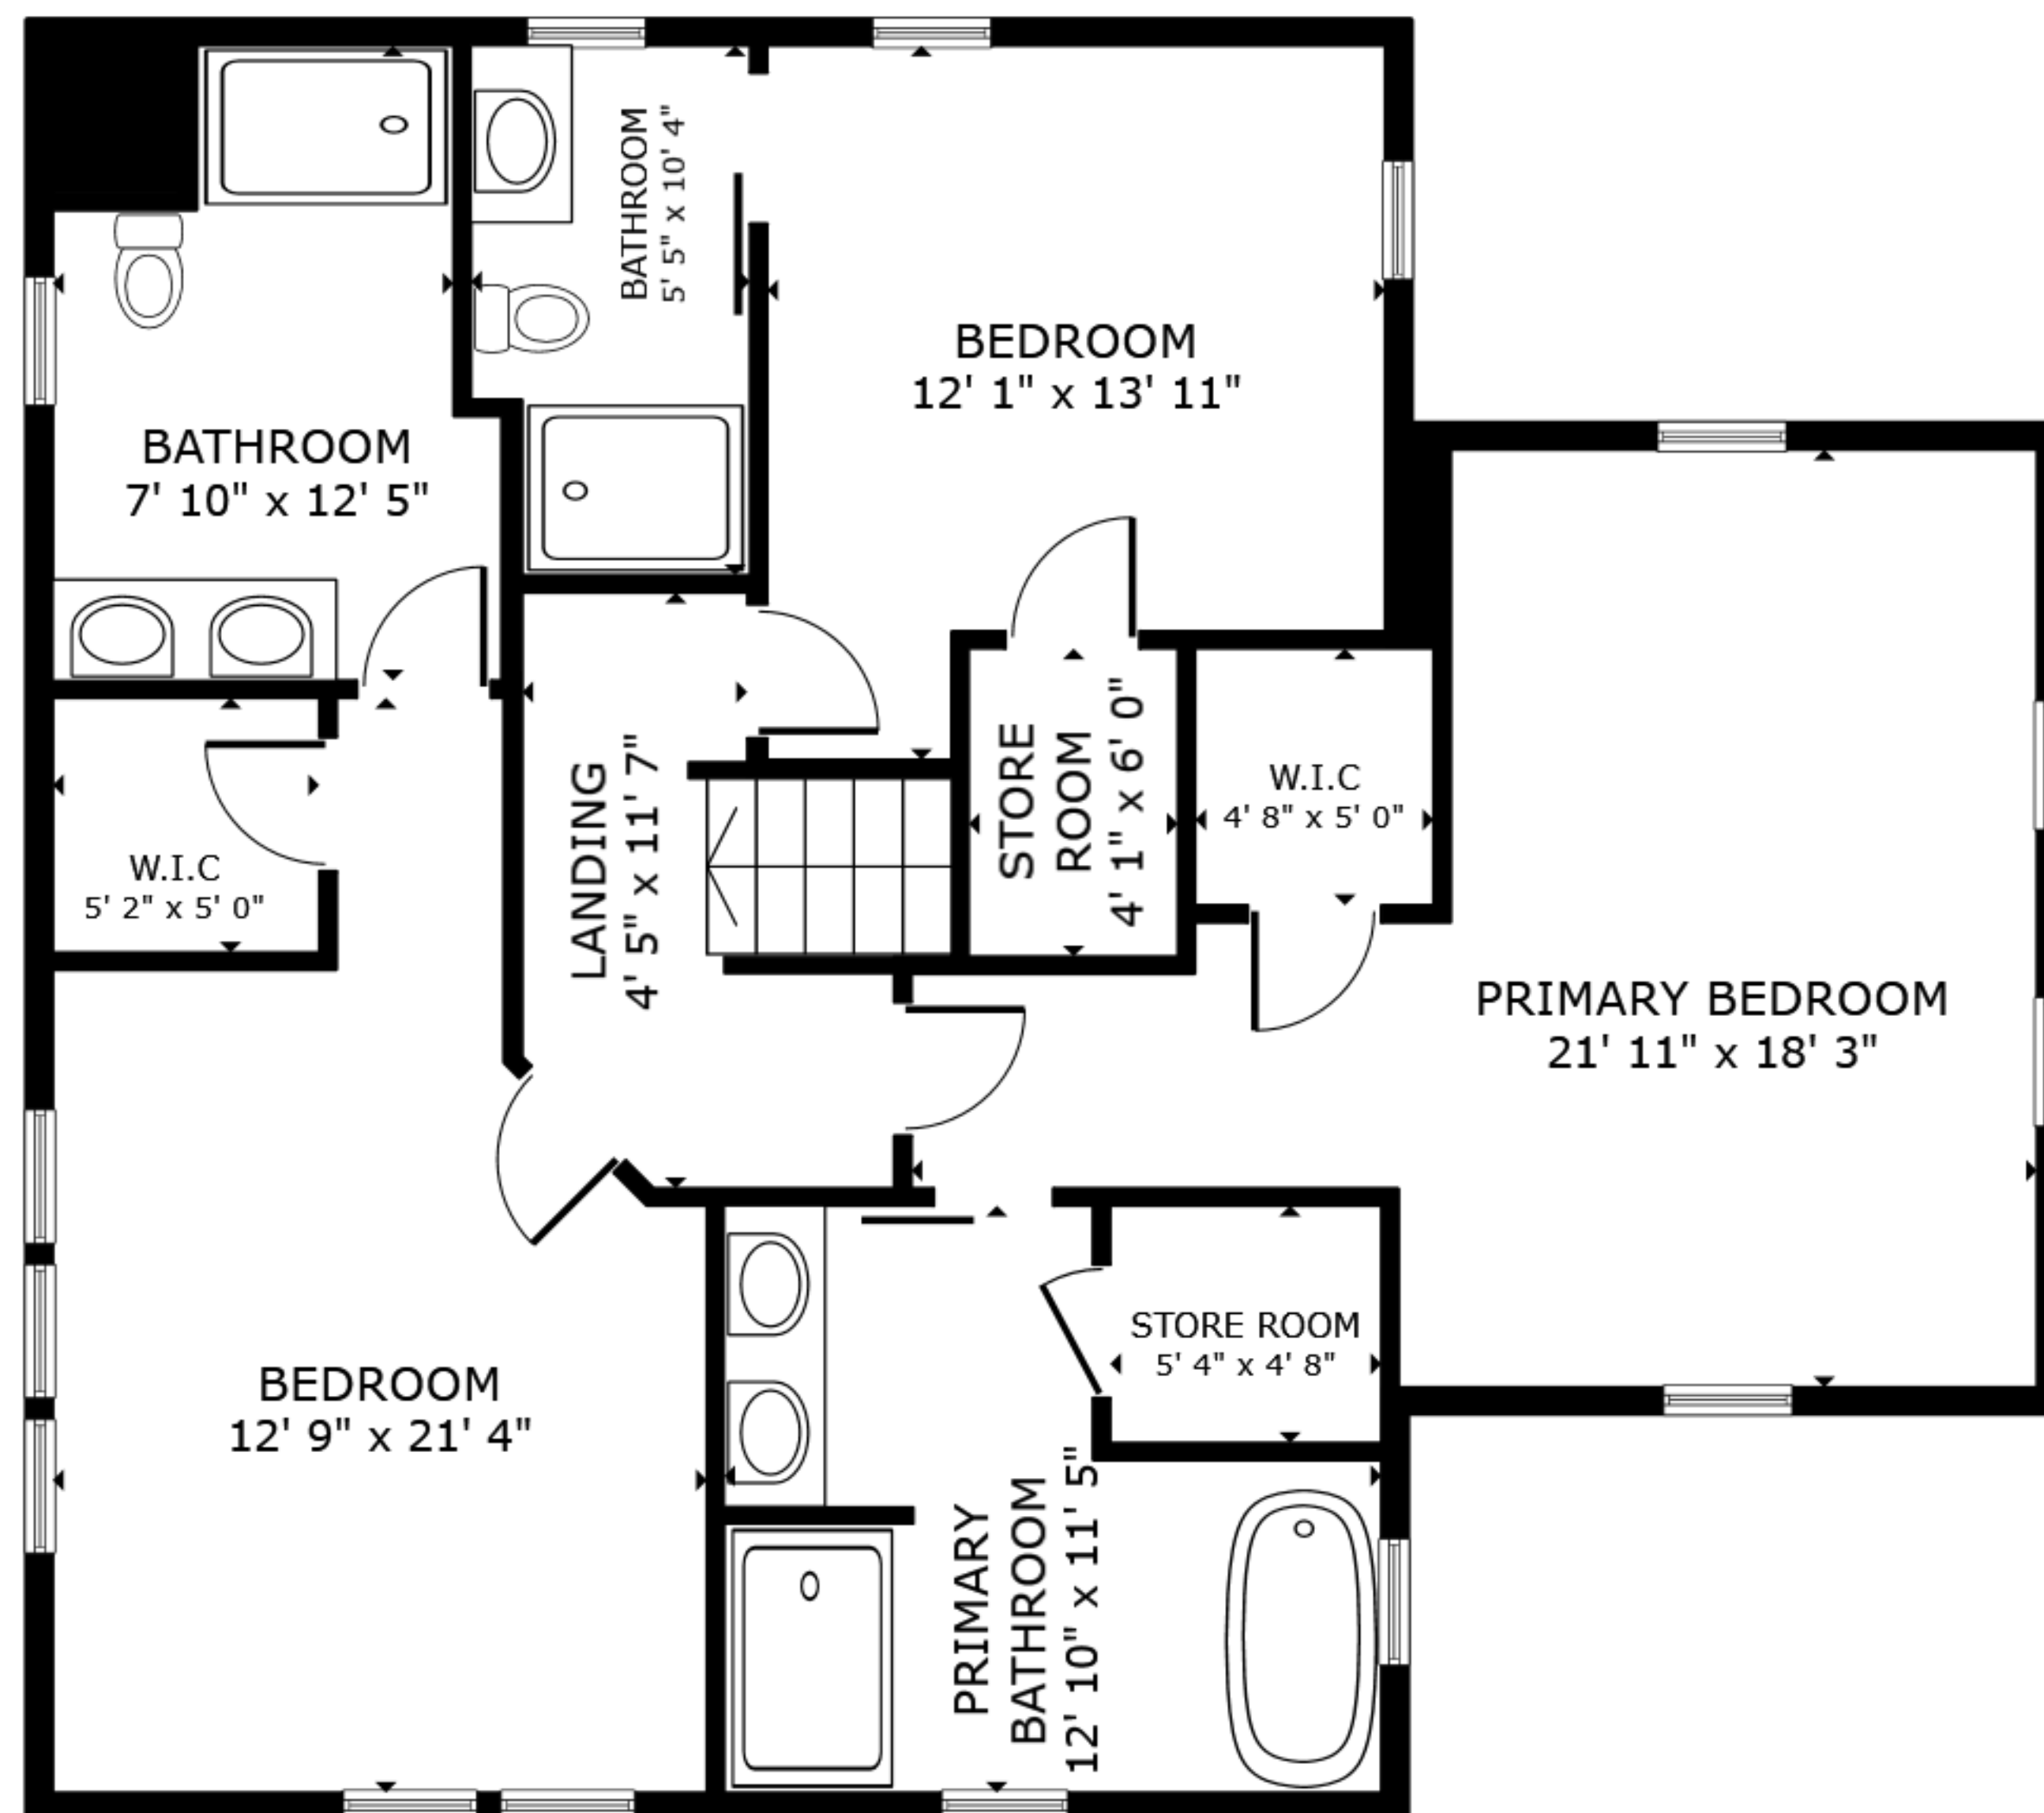 BATHROOM
5' 5" x 10' 4"
BEDROOM
12' 1" x 13' 11"
BATHROOM
7' 10" x 12' 5"
LANDING
4' 5" x 11' 7"
STORE
ROOM
4' 1" x 6' 0"
W.I.C
4' 8" x 5' 0"
W.I.C
5' 2" x 5' 0"
PRIMARY BEDROOM
21' 11" x 18' 3"
STORE ROOM
5' 4" x 4' 8"
BEDROOM
12' 9" x 21' 4"
PRIMARY
BATHROOM
12' 10" x 11' 5"